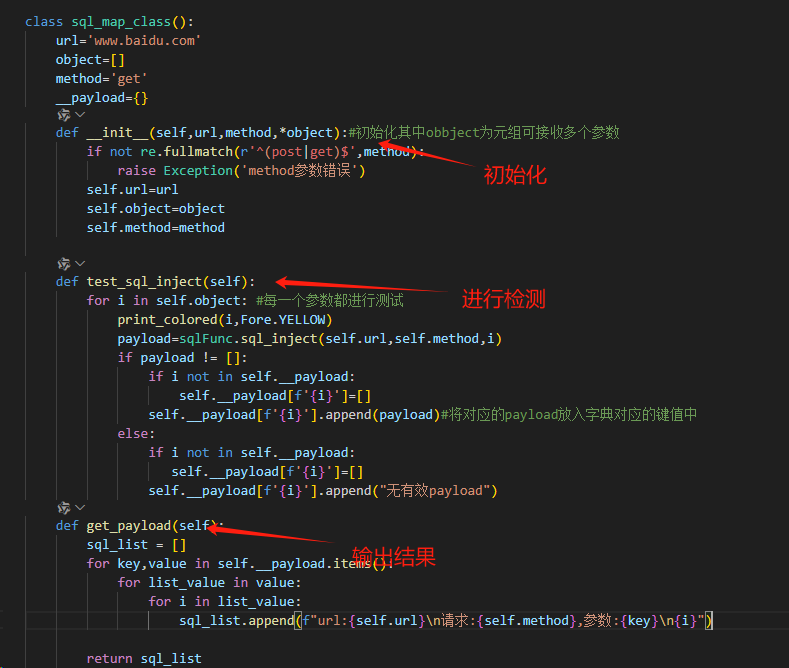 class sql_map_class():
    url='www.baidu.com'
    object=[]
    method='get'
    __payload={}
    def __init__(self,url,method,*object):#初始化其中obbject为元组可接收多个参数
        if not re.fullmatch(r'^(post|get)$',method):
            raise Exception('method参数错误')
初始化
        self.url=url
        self.object=object
        self.method=method
    def test_sql_inject(self):
进行检测
        for i in self.object: #每一个参数都进行测试
            print_colored(i,Fore.YELLOW)
            payload=sqlFunc.sql_inject(self.url,self.method,i)
            if payload != []:
                if i not in self.__payload:
                    self.__payload[f'{i}']=[]
                self.__payload[f'{i}'].append(payload)#将对应的payload放入字典对应的键值中
            else:
                if i not in self.__payload:
                    self.__payload[f'{i}']=[]
                self.__payload[f'{i}'].append("无有效payload")
    def get_payload(self):
        sql_list = []
        for key,value in self.__payload.items():
输出结果
            for list_value in value:
                for i in list_value:
                    sql_list.append(f"url:{self.url}\n请求:{self.method},参数:{key}\n{i}")
        return sql_list